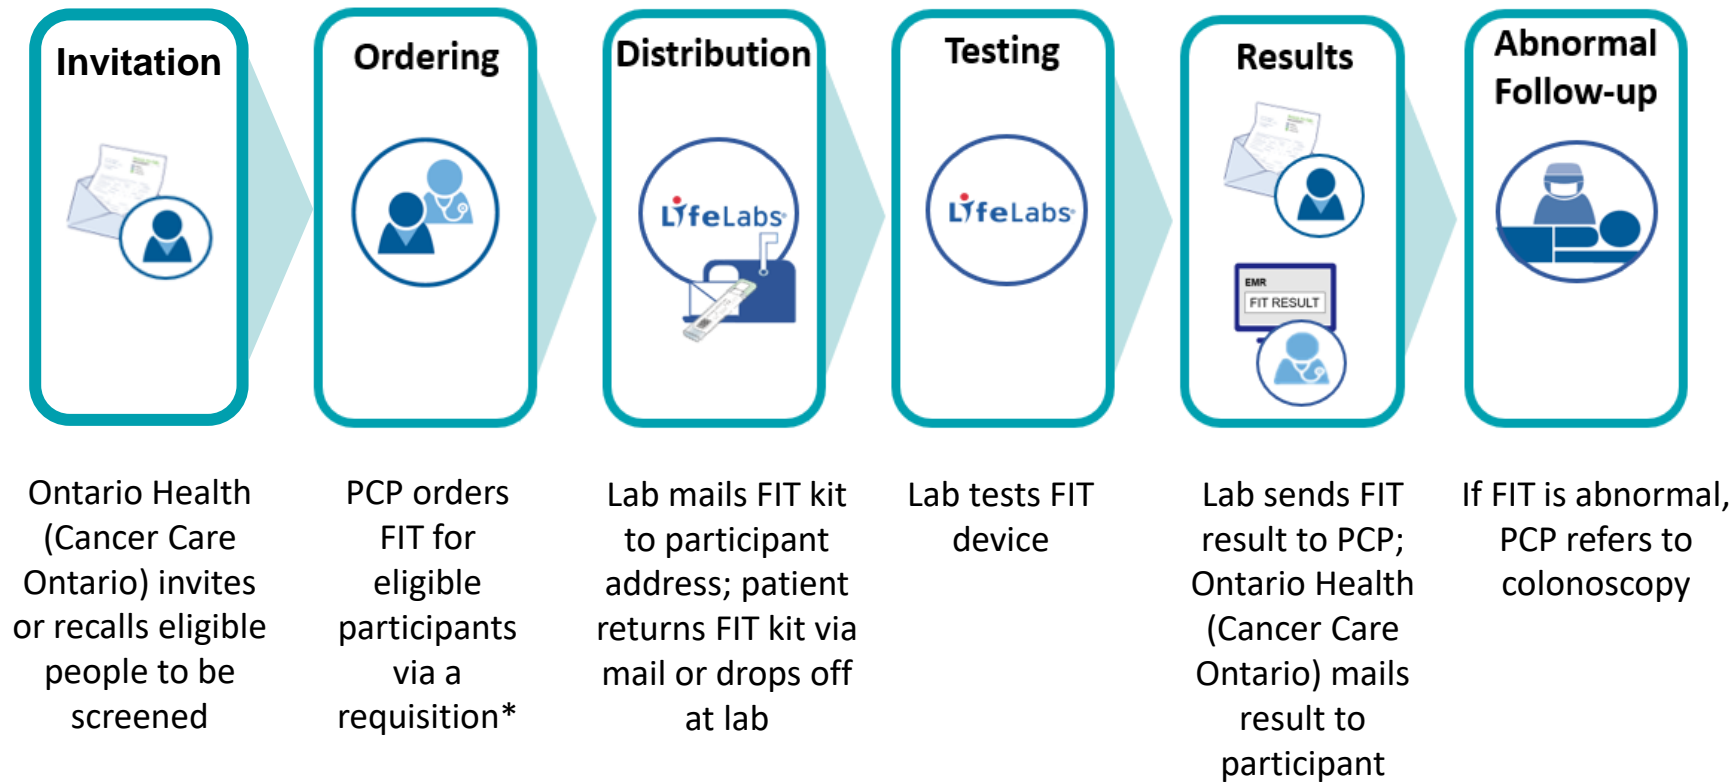 Invitation
Ordering
Distribution
Testing
Results
Abnormal
Follow-up
LifeLabs®
LifeLabs®
EMR
FIT RESULT
Ontario Health
(Cancer Care
Ontario) invites
or recalls eligible
people to be
screened
PCP orders
FIT for
eligible
participants
via a
requisition*
Lab mails FIT kit
to participant
address; patient
returns FIT kit via
mail or drops off
at lab
Lab tests FIT
device
Lab sends FIT
result to PCP;
Ontario Health
(Cancer Care
Ontario) mails
result to
participant
If FIT is abnormal,
PCP refers to
colonoscopy